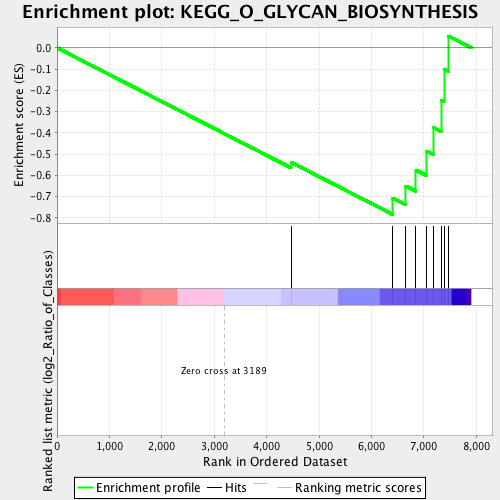 Enrichment plot: KEGG_O_GLYCAN_BIOSYNTHESIS
Enrichment score (ES)
0.0
-0.1
-0.2
-0.3
-0.4
-0.5
-0.6
-0.7
-0.8
Ranked list metric (log2_Ratio_of_Classes)
Zero cross at 3189
0 1,000 2,000 3,000 4,000 5,000 6,000 7,000 8,000
Rank in Ordered Dataset
Enrichment profile Hits Ranking metric scores